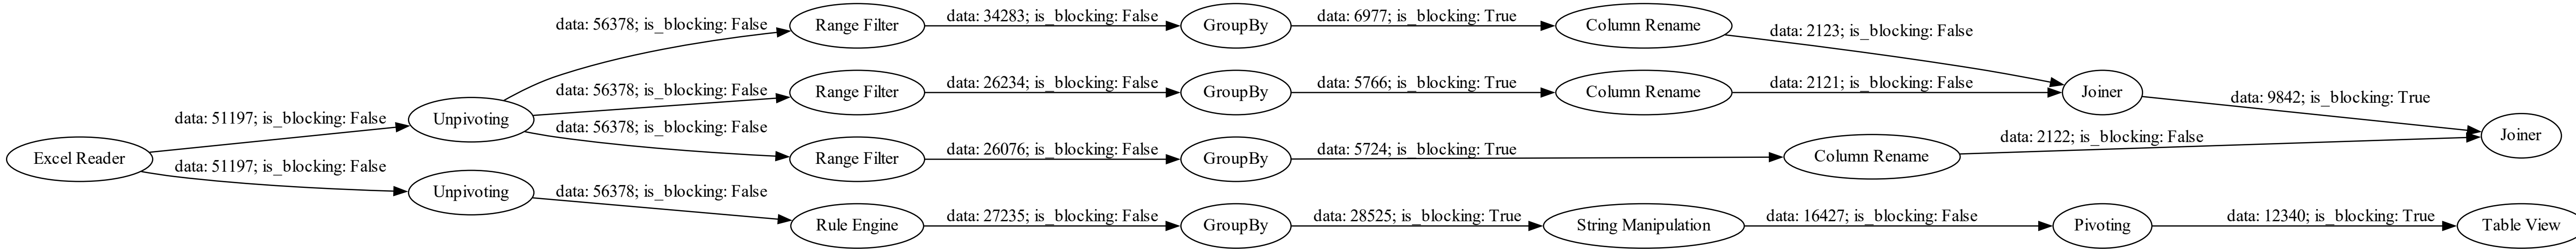 data: 56378; is_blocking: False
Range Filter
data: 34283; is_blocking: False
GroupBy
data: 6977; is_blocking: True
Column Rename
data: 2123; is_blocking: False
data: 56378; is_blocking: False
Range Filter
data: 26234; is_blocking: False
GroupBy
data: 5766; is_blocking: True
Column Rename
data: 2121; is_blocking: False
Joiner
data: 9842; is_blocking: True
data: 51197; is_blocking: False
Unpivoting
data: 56378; is_blocking: False
Range Filter
data: 26076; is_blocking: False
GroupBy
data: 5724; is_blocking: True
Column Rename
data: 2122; is_blocking: False
Joiner
Excel Reader
data: 51197; is_blocking: False
Unpivoting
data: 56378; is_blocking: False
Rule Engine
data: 27235; is_blocking: False
GroupBy
data: 28525; is_blocking: True
String Manipulation
data: 16427; is_blocking: False
Pivoting
data: 12340; is_blocking: True
Table View